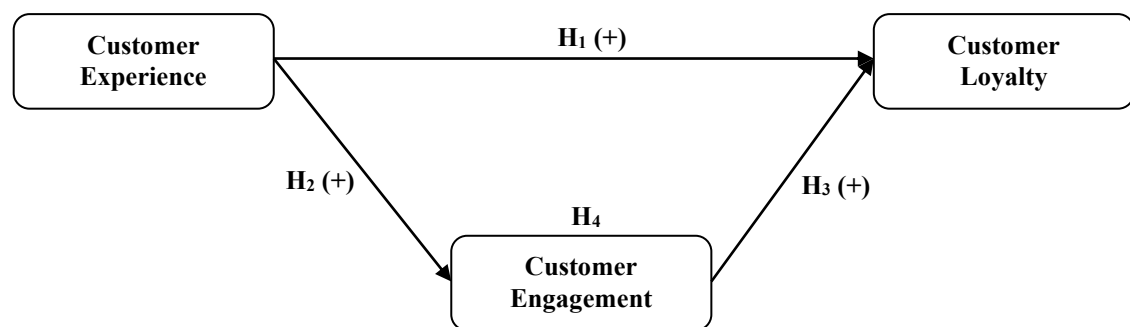 Customer
Experience
H₁ (+)
Customer
Loyalty
H₂ (+)
H₃ (+)
H₄
Customer
Engagement